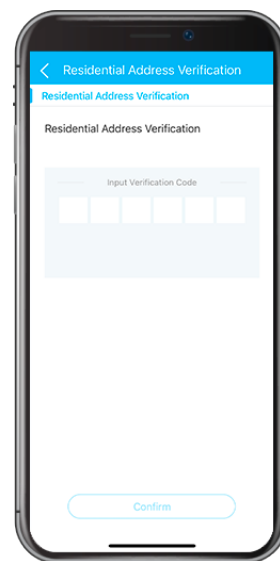 Residential Address Verification
Residential Address Verification
Residential Address Verification
Input Verification Code
Confirm